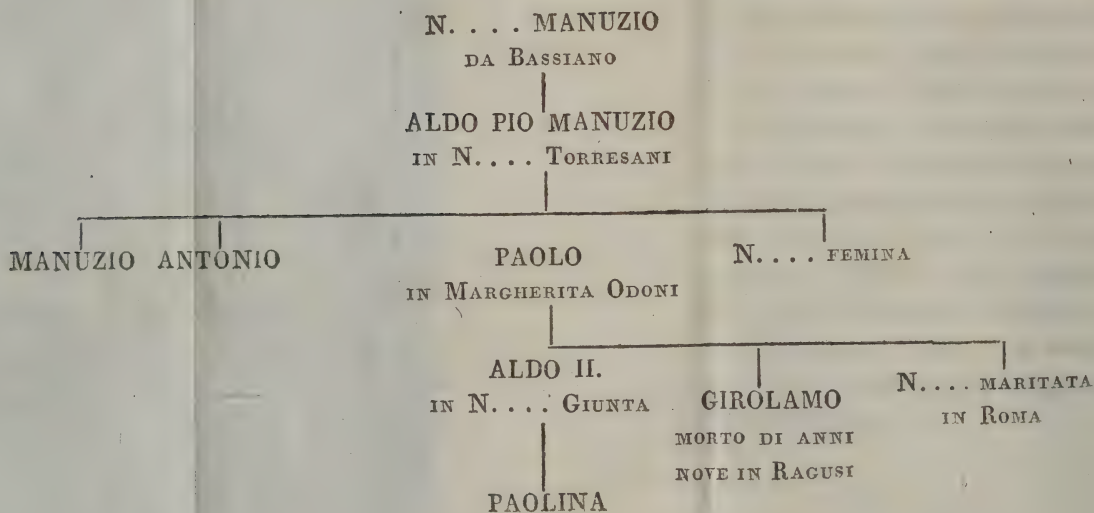 N.... MANUZIO
DA BASSIANO
ALDO PIO MANUZIO
IN N.... TORRESANI
MANUZIO ANTONIO PAOLO N.... FEMINA
IN MARGHERITA ODONI
ALDO II. GIROLAMO N.... MARITATA
IN N.... GIUNTA MORTO DI ANNI IN ROMA
NOVE IN RAGUSI
PAOLINA